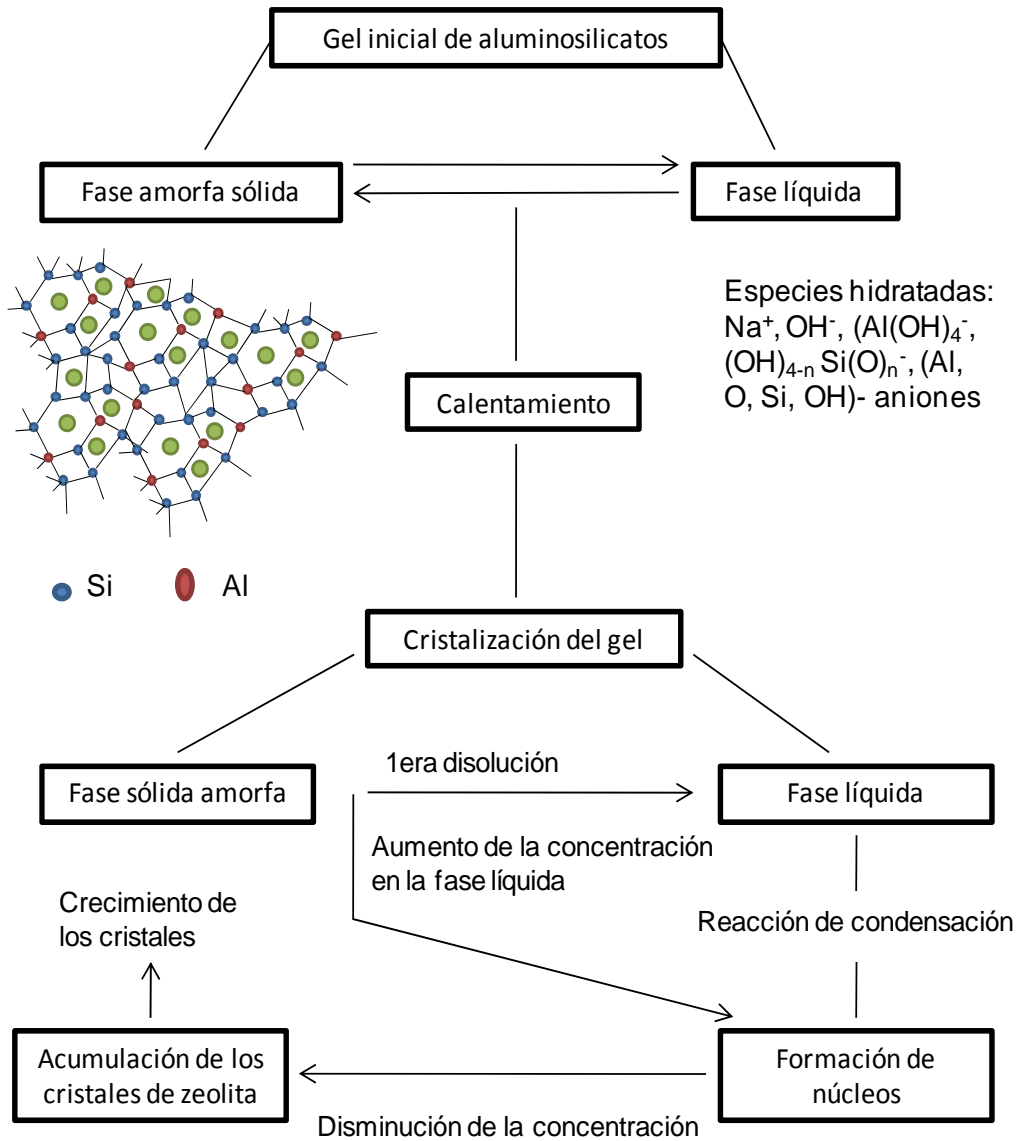 Gel inicial de aluminosilicatos
Fase amorfa sólida
Fase líquida
Especies hidratadas:
Na⁺, OH⁻, (Al(OH)₄⁻,
(OH)₄₋ₙ Si(O)ₙ⁻, (Al,
O, Si, OH)- aniones
Calentamiento
Si
Al
Cristalización del gel
Fase sólida amorfa
1era disolución
Fase líquida
Aumento de la concentración
en la fase líquida
Crecimiento de
los cristales
Reacción de condensación
Acumulación de los
cristales de zeolita
Formación de
núcleos
Disminución de la concentración